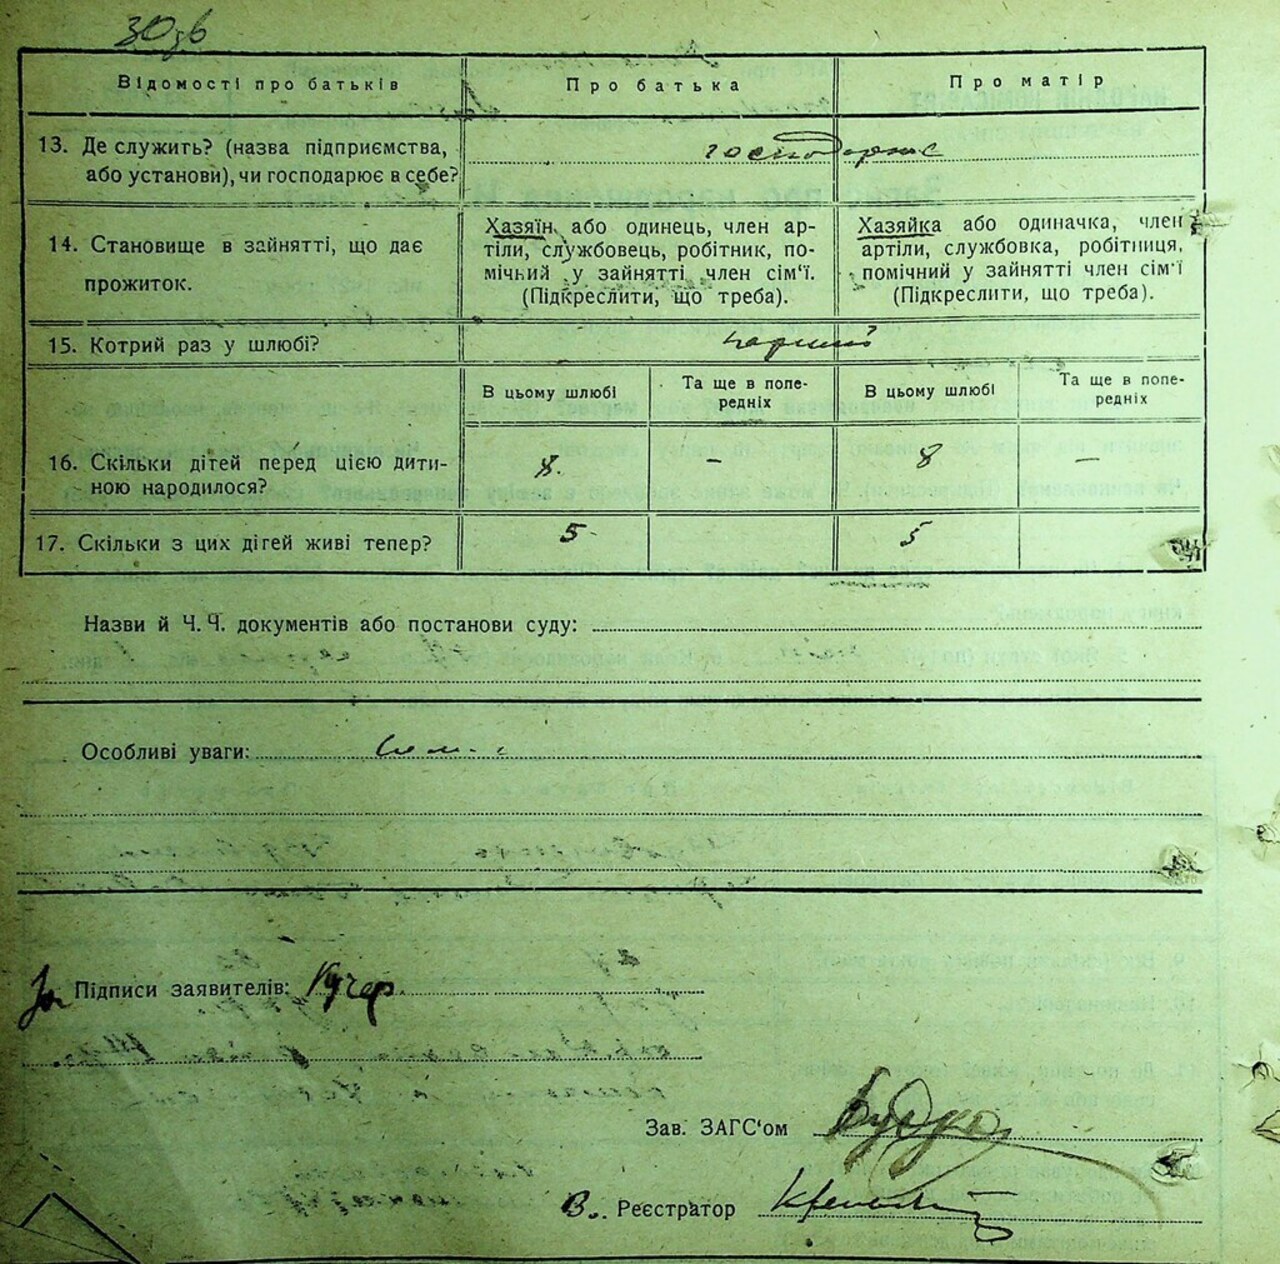 30зв
Відомості про батьків Про батька Про матір
13. Де служить? (назва підприємства, або установи), чи господарює в себе?
господарює
14. Становище в зайнятті, що дає прожиток.
Хазяїн, або одинець, член ар-
тіли, службовець, робітник, по-
мічний у зайнятті член сім'ї.
(Підкреслити, що треба).
Хазяйка або одиначка, член
артіли, службовка, робітниця,
помічний у зайнятті член сім'ї
(Підкреслити, що треба).
15. Котрий раз у шлюбі?
В цьому шлюбі
Та ще в попе-
редніх
В цьому шлюбі
Та ще в попе-
редніх
16. Скільки дітей перед цією дити-
ною народилося?
8. – 8 –
17. Скільки з цих дітей живі тепер? 5 5
Назви й Ч. Ч. документів або постанови суду:
Особливі уваги:
За Підписи заявителів: Кучер
Зав. ЗАГС'ом
В. Реєстратор